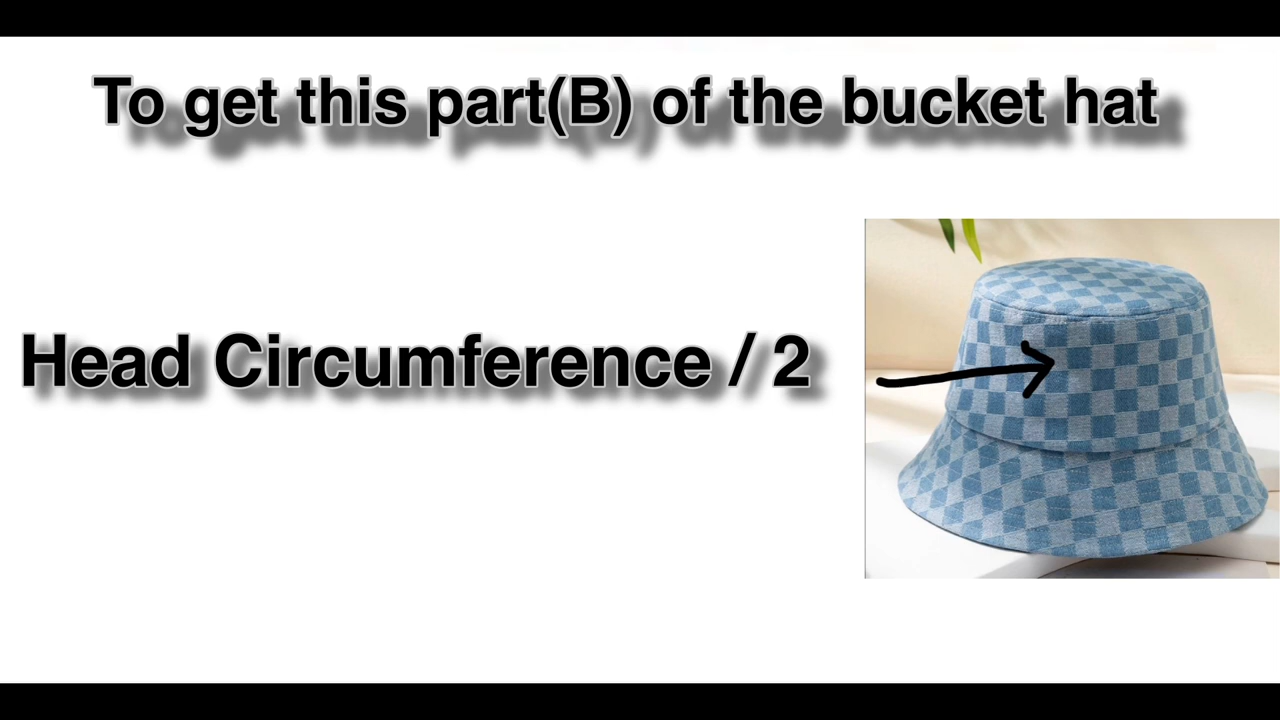 To get this part(B) of the bucket hat
Head Circumference / 2